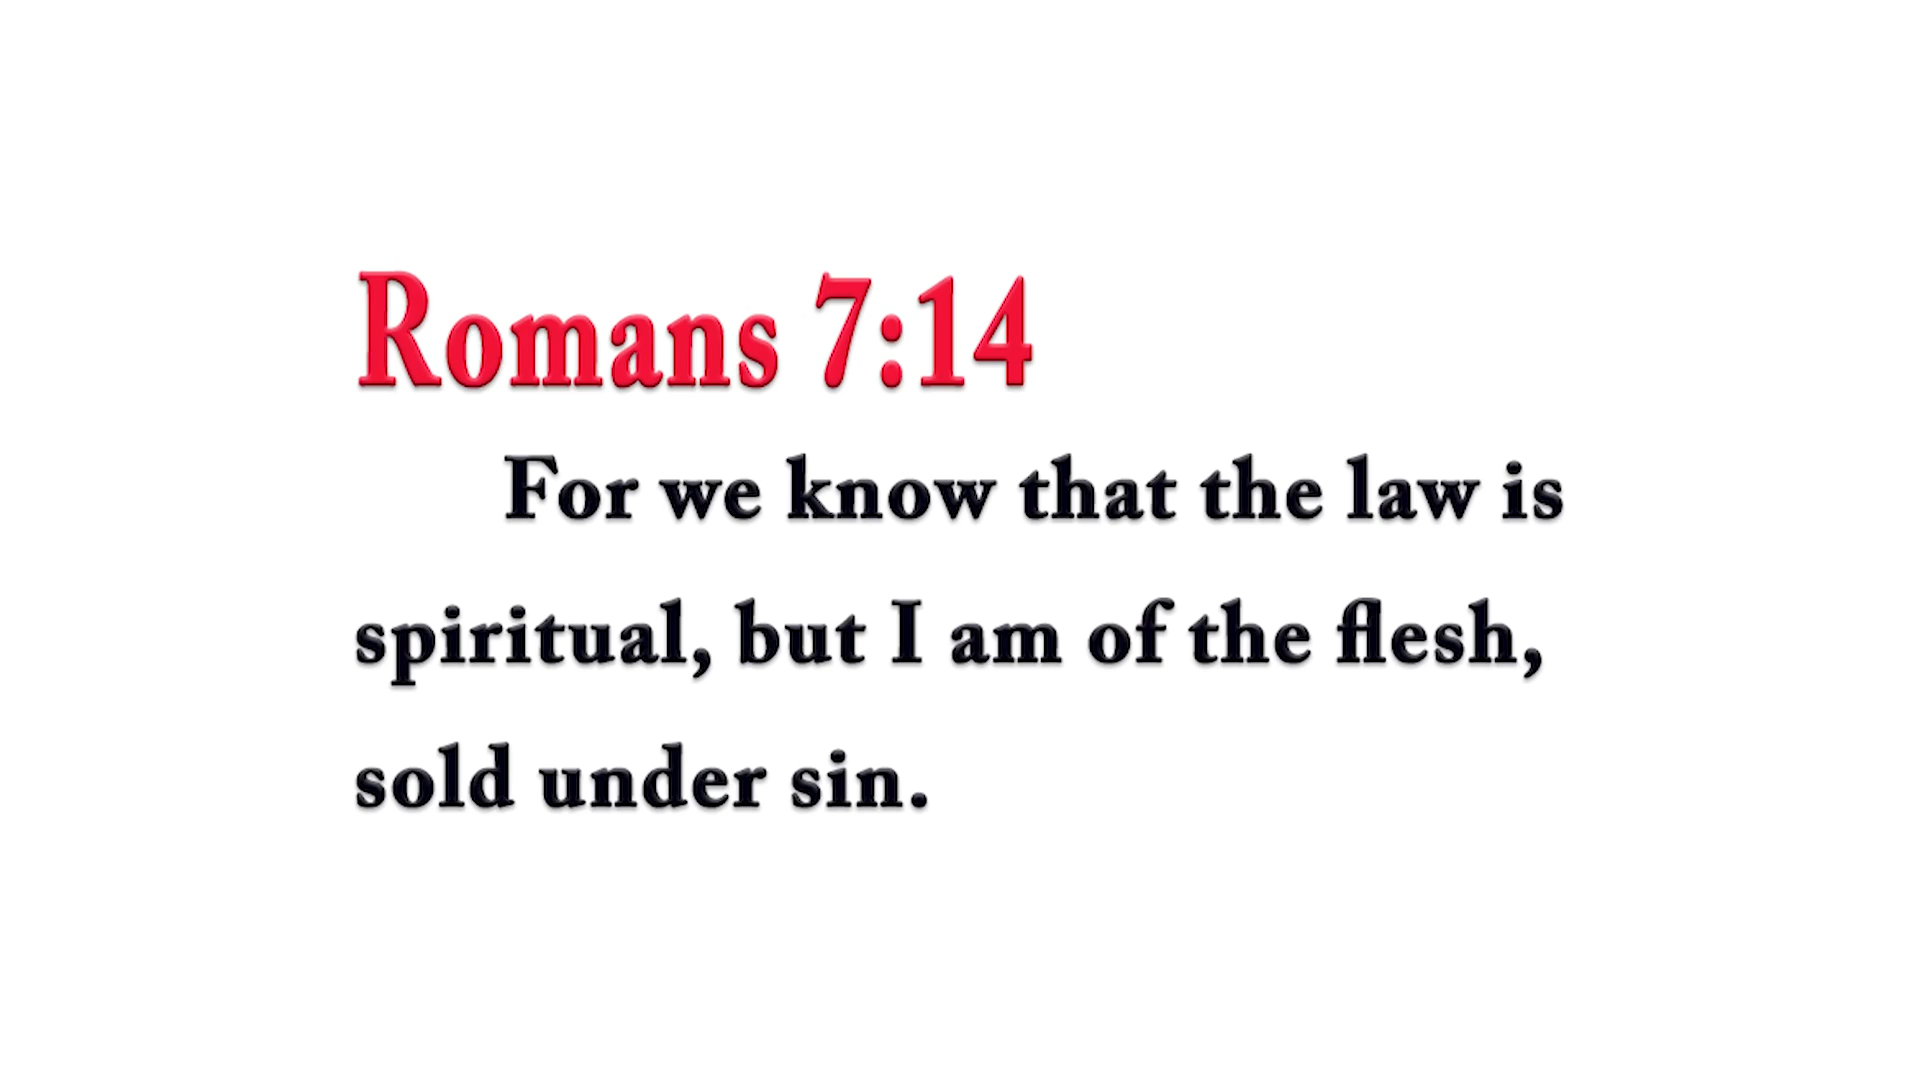 Romans 7:14
For we know that the law is
spiritual, but I am of the flesh,
sold under sin.